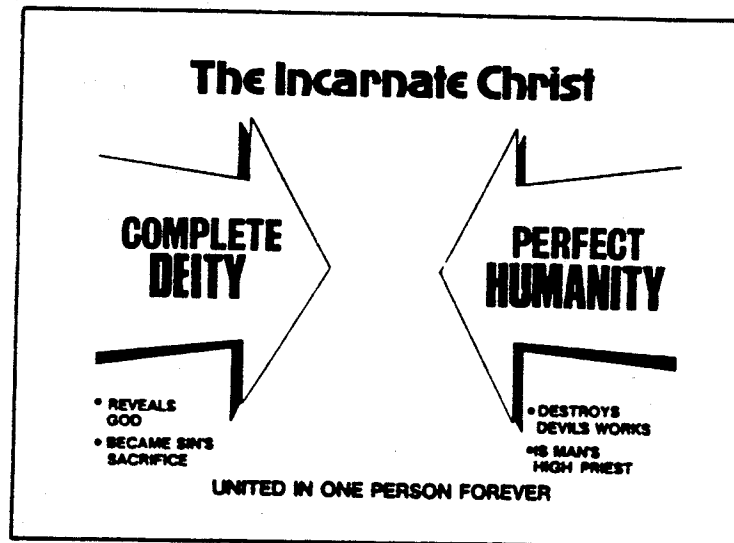 The Incarnate Christ
COMPLETE
DEITY
PERFECT
HUMANITY
• REVEALS
GOD
• BECAME SIN'S
SACRIFICE
• DESTROYS
DEVIL'S WORKS
• IS MAN'S
HIGH PRIEST
UNITED IN ONE PERSON FOREVER